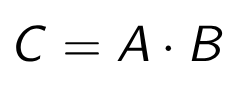 C = A · B